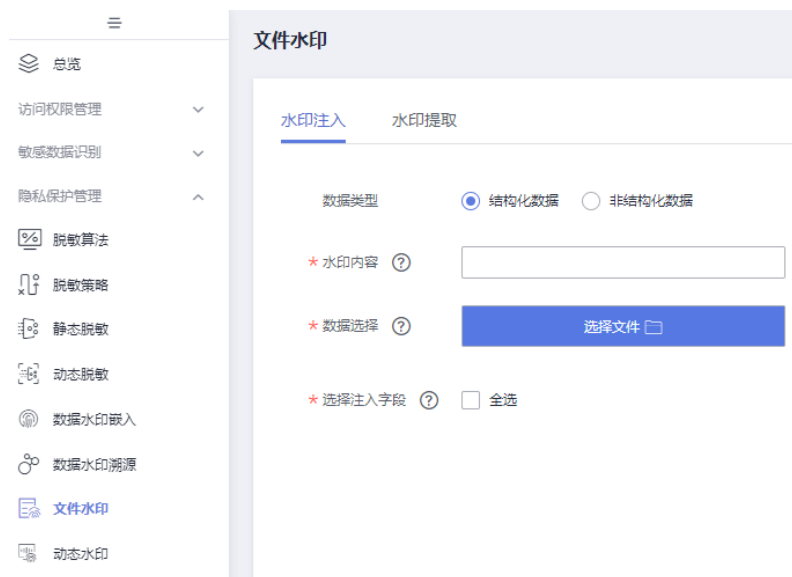 总览
访问权限管理
敏感数据识别
隐私保护管理
脱敏算法
脱敏策略
静态脱敏
动态脱敏
数据水印嵌入
数据水印溯源
文件水印
动态水印
文件水印
水印注入 水印提取
数据类型 结构化数据 非结构化数据
* 水印内容 ?
* 数据选择 ? 选择文件
* 选择注入字段 ? 全选